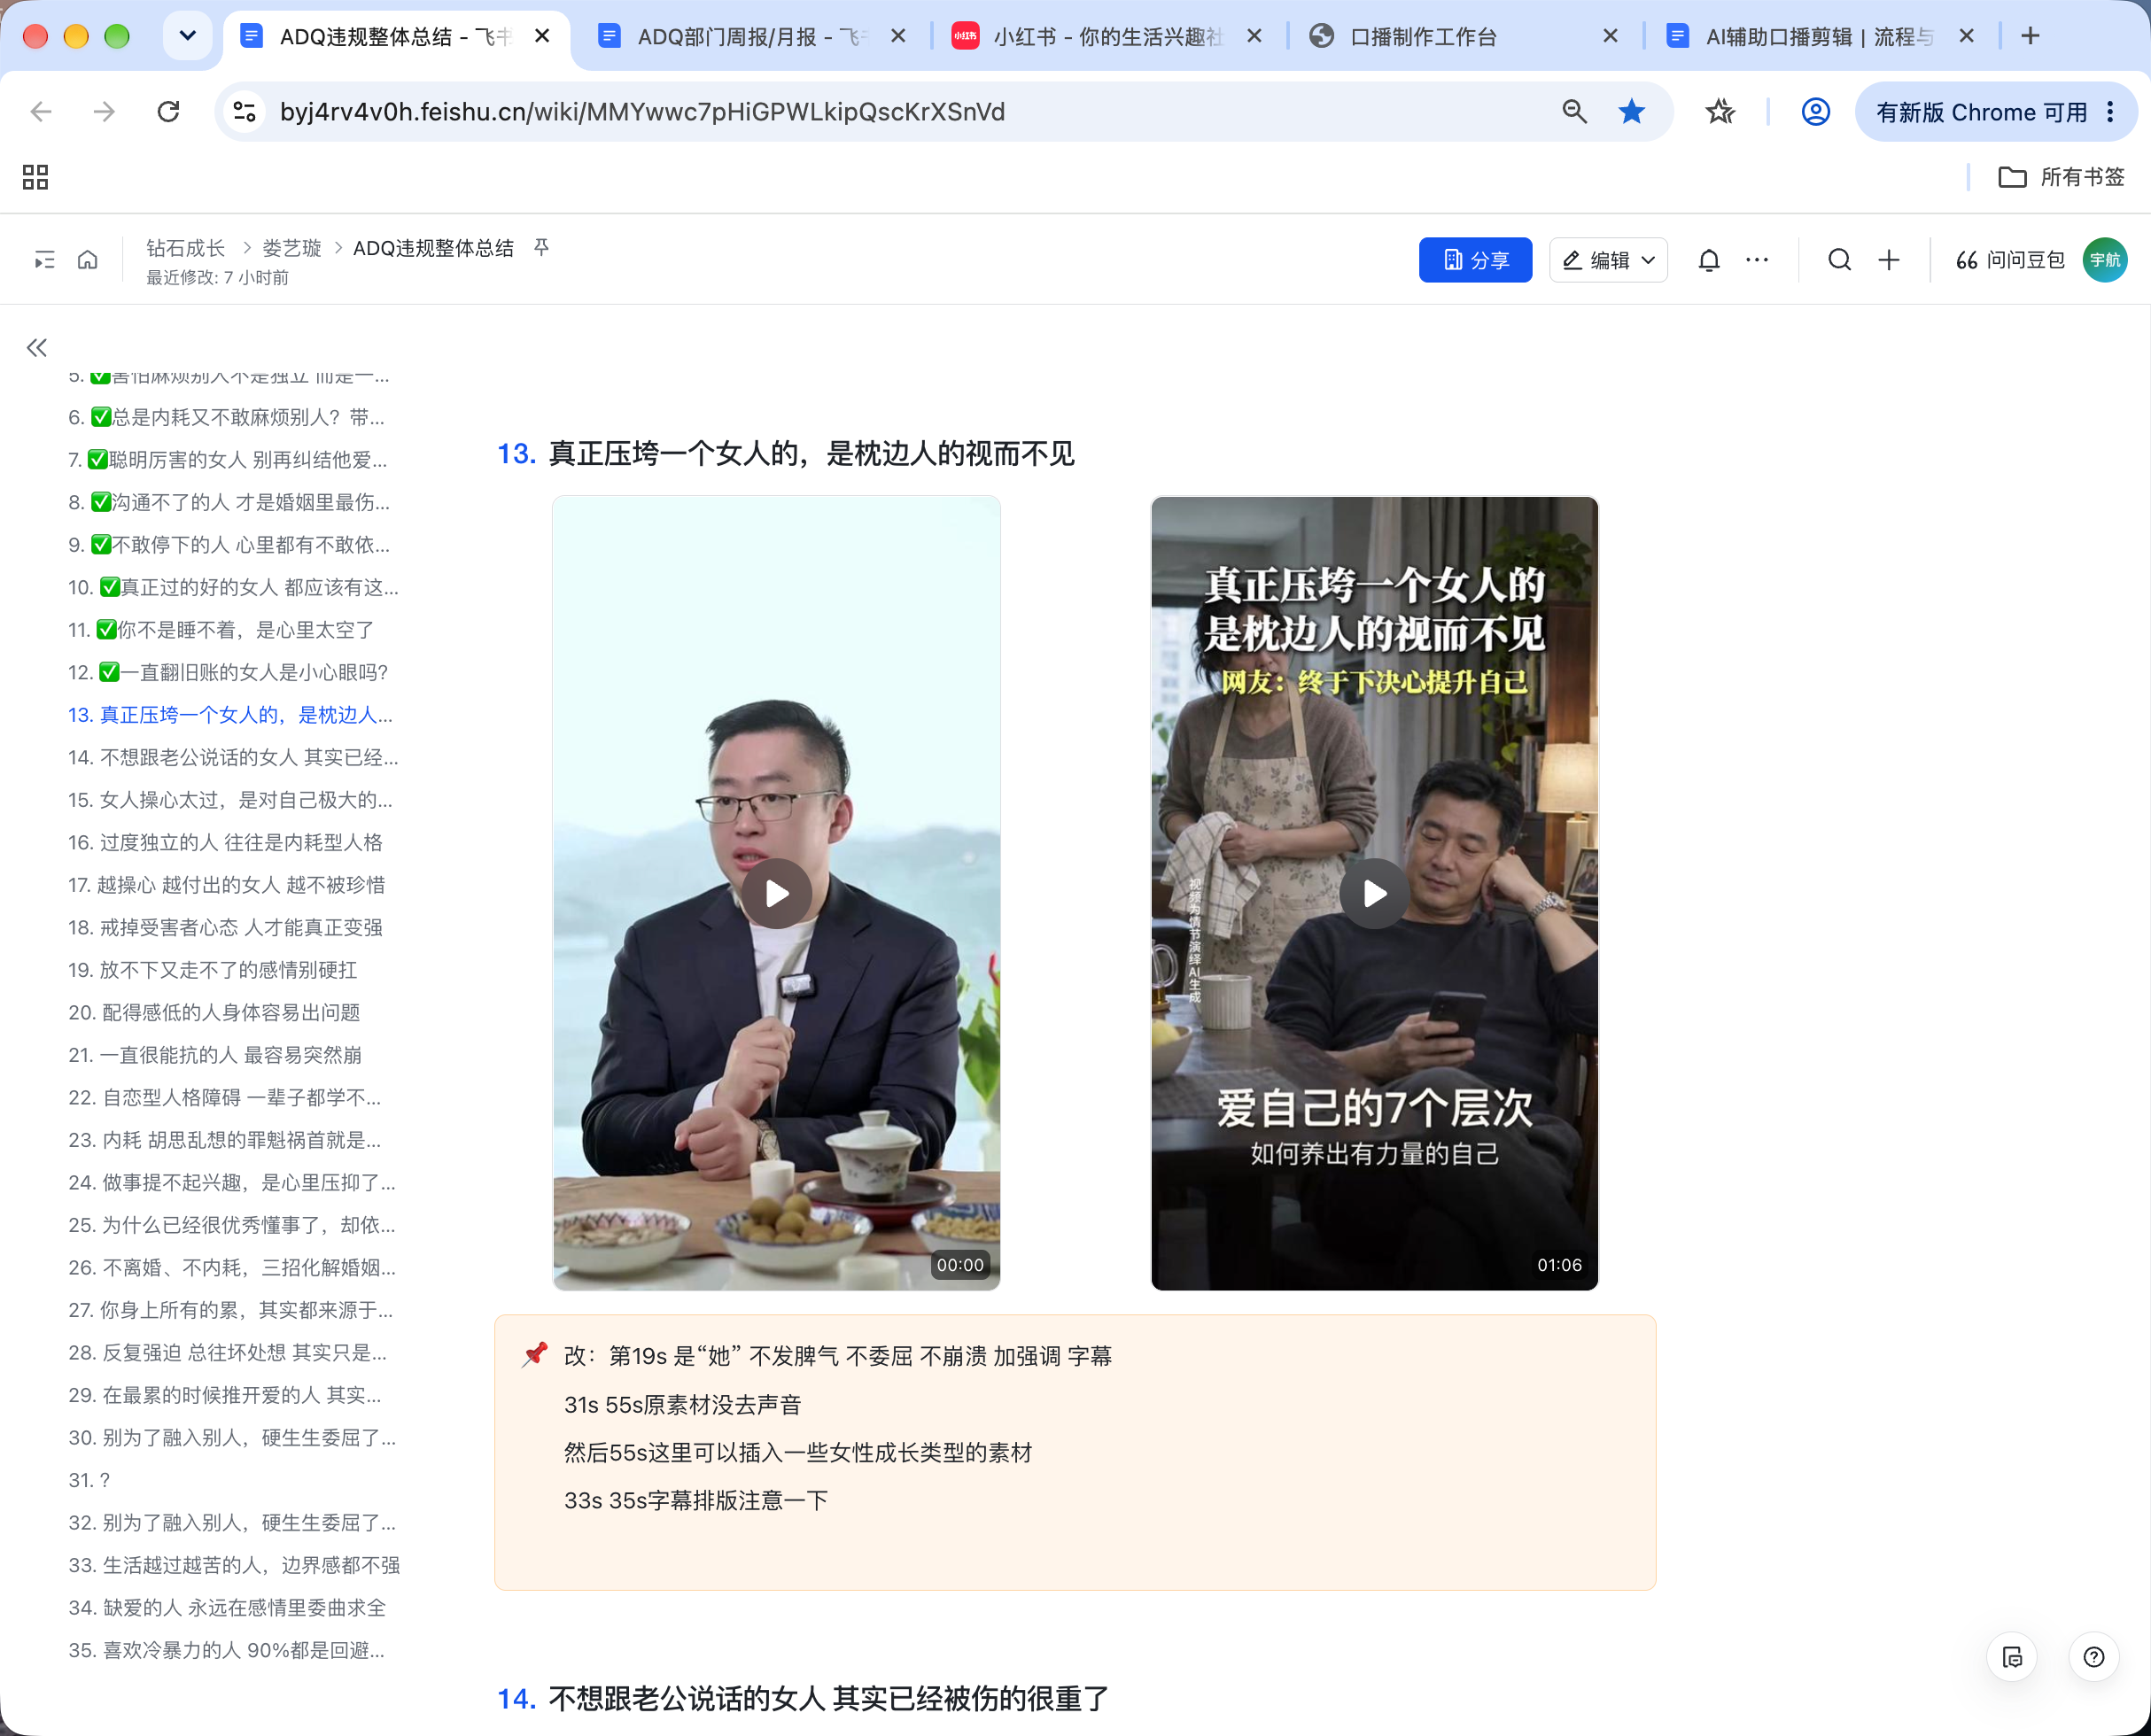 ADQ违规整体总结 - 飞书
ADQ部门周报/月报 - 飞
小红书 - 你的生活兴趣社
口播制作工作台
AI辅助口播剪辑 | 流程与
byj4rv4v0h.feishu.cn/wiki/MMYwwc7pHiGPWLkipQscKrXSnVd
有新版 Chrome 可用
所有书签
钻石成长 > 娄艺璇 > ADQ违规整体总结
最近修改: 7 小时前
分享
编辑
问问豆包
宇航
5. ✅害怕麻烦别人不是独立 而是一...
6. ✅总是内耗又不敢麻烦别人？带...
7. ✅聪明厉害的女人 别再纠结他爱...
8. ✅沟通不了的人 才是婚姻里最伤...
9. ✅不敢停下的人 心里都有不敢依...
10. ✅真正过的好的女人 都应该有这...
11. ✅你不是睡不着，是心里太空了
12. ✅一直翻旧账的女人是小心眼吗?
13. 真正压垮一个女人的，是枕边人...
14. 不想跟老公说话的女人 其实已经...
15. 女人操心太过，是对自己极大的...
16. 过度独立的人 往往是内耗型人格
17. 越操心 越付出的女人 越不被珍惜
18. 戒掉受害者心态 人才能真正变强
19. 放不下又走不了的感情别硬扛
20. 配得感低的人身体容易出问题
21. 一直很能抗的人 最容易突然崩
22. 自恋型人格障碍 一辈子都学不...
23. 内耗 胡思乱想的罪魁祸首就是...
24. 做事提不起兴趣，是心里压抑了...
25. 为什么已经很优秀懂事了，却依...
26. 不离婚、不内耗，三招化解婚姻...
27. 你身上所有的累，其实都来源于...
28. 反复强迫 总往坏处想 其实只是...
29. 在最累的时候推开爱的人 其实...
30. 别为了融入别人，硬生生委屈了...
31. ?
32. 别为了融入别人，硬生生委屈了...
33. 生活越过越苦的人，边界感都不强
34. 缺爱的人 永远在感情里委曲求全
35. 喜欢冷暴力的人 90%都是回避...
13. 真正压垮一个女人的，是枕边人的视而不见
00:00
真正压垮一个女人的
是枕边人的视而不见
网友：终于下决心提升自己
视频为情节演绎AI生成
爱自己的7个层次
如何养出有力量的自己
01:06
改：第19s 是“她” 不发脾气 不委屈 不崩溃 加强调 字幕
31s 55s原素材没去声音
然后55s这里可以插入一些女性成长类型的素材
33s 35s字幕排版注意一下
14. 不想跟老公说话的女人 其实已经被伤的很重了